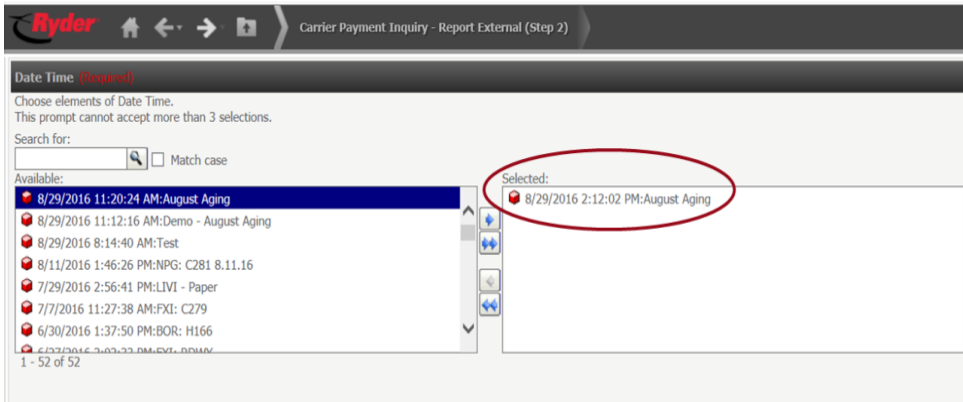 Ryder
Carrier Payment Inquiry - Report External (Step 2)
Date Time (Required)
Choose elements of Date Time.
This prompt cannot accept more than 3 selections.
Search for:
Match case
Available:
8/29/2016 11:20:24 AM:August Aging
8/29/2016 11:12:16 AM:Demo - August Aging
8/29/2016 8:14:40 AM:Test
8/11/2016 1:46:26 PM:NPG: C281 8.11.16
7/29/2016 2:56:41 PM:LIVI - Paper
7/7/2016 11:27:38 AM:FXI: C279
6/30/2016 1:37:50 PM:BOR: H166
1 - 52 of 52
Selected:
8/29/2016 2:12:02 PM:August Aging